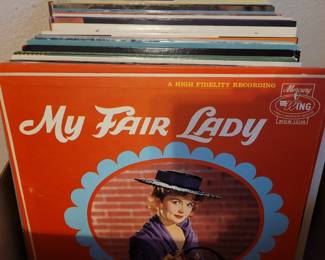 A HIGH FIDELITY RECORDING
Mercury
WING
My FAIR LADY